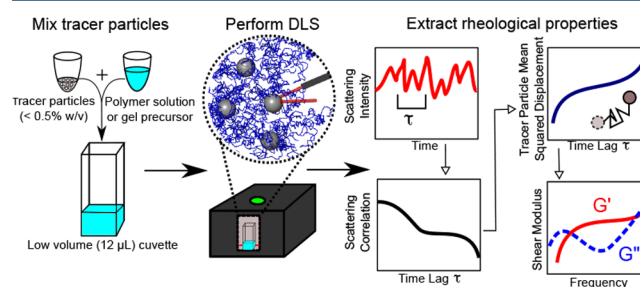 Mix tracer particles
Perform DLS
Extract rheological properties
+
Tracer particles
(< 0.5% w/v)
Polymer solution
or gel precursor
Low volume (12 μL) cuvette
Scattering
Intensity
τ
Time
Scattering
Correlation
Time Lag τ
Tracer Particle Mean
Squared Displacement
Time Lag τ
Shear Modulus
G'
G"
Frequency